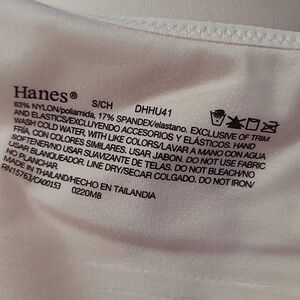 Hanes® S/CH DHHU41
83% NYLON/poliamida, 17% SPANDEX/elastano. EXCLUSIVE OF TRIM
AND ELASTICS/EXCLUYENDO ACCESORIOS Y ELÁSTICOS. HAND
WASH COLD WATER, WITH LIKE COLORS/LAVAR A MANO CON AGUA
FRÍA, CON COLORES SIMILARES. USAR JABON. DO NOT USE FABRIC
SOFTENER/NO USAR SUAVIZANTE DE TELAS. DO NOT BLEACH/NO
USAR BLANQUEADOR. LINE DRY/SECAR COLGADO. DO NOT IRON/
NO PLANCHAR
MADE IN THAILAND/HECHO EN TAILANDIA
RN15763/CA00153 0220M8